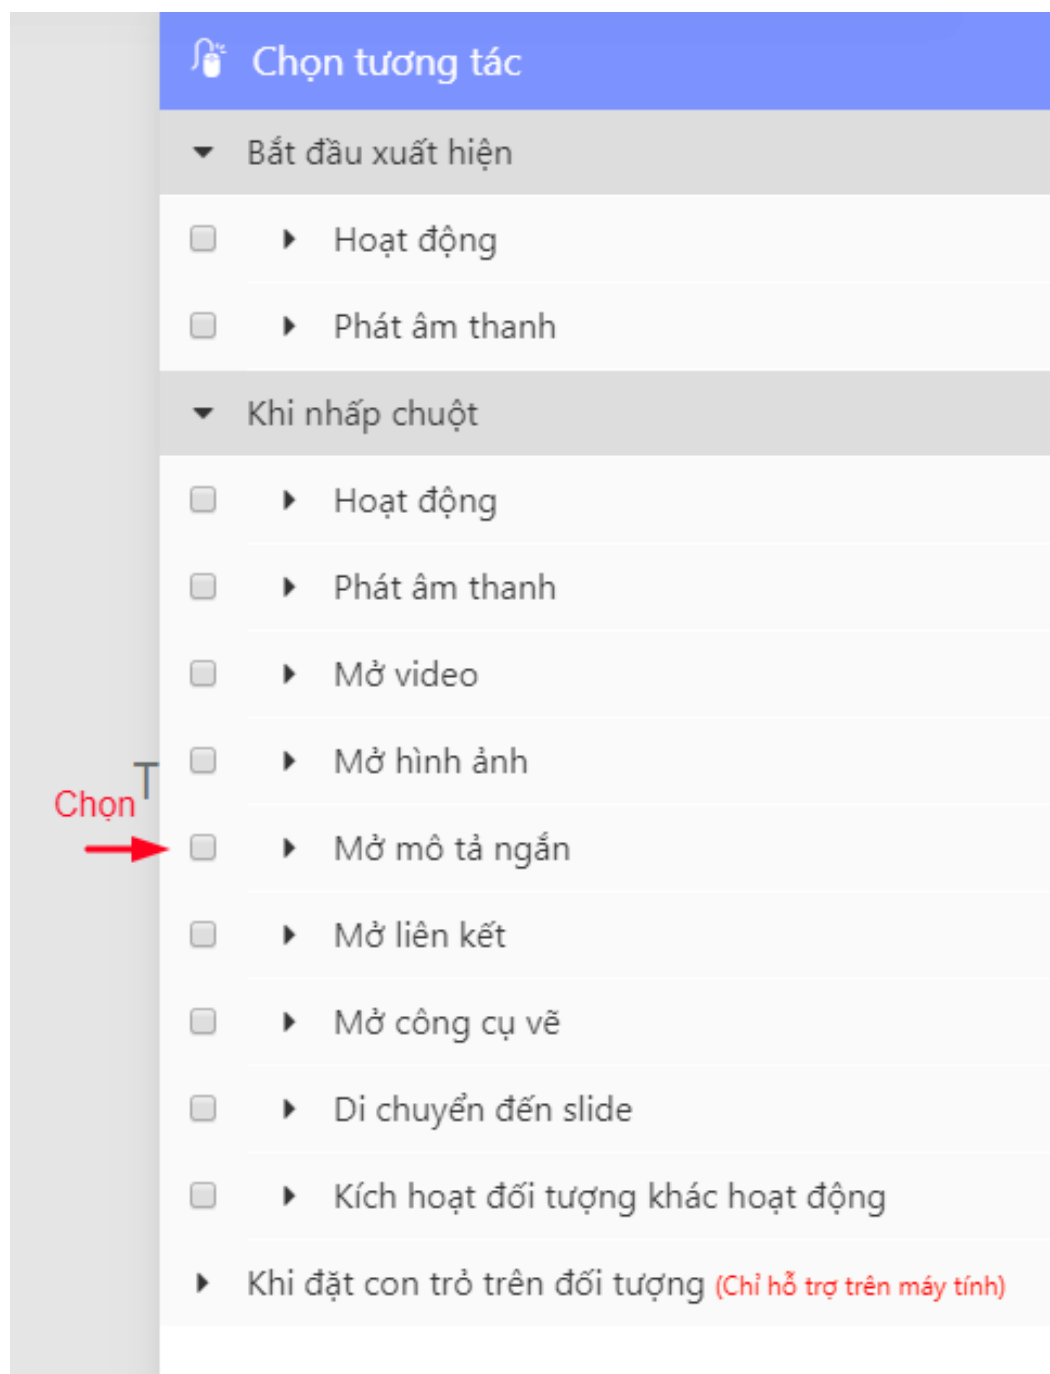 Chọn tương tác
Bắt đầu xuất hiện
Hoạt động
Phát âm thanh
Khi nhấp chuột
Hoạt động
Phát âm thanh
Mở video
Mở hình ảnh
T
Chọn
Mở mô tả ngắn
Mở liên kết
Mở công cụ vẽ
Di chuyển đến slide
Kích hoạt đối tượng khác hoạt động
Khi đặt con trỏ trên đối tượng (Chỉ hỗ trợ trên máy tính)